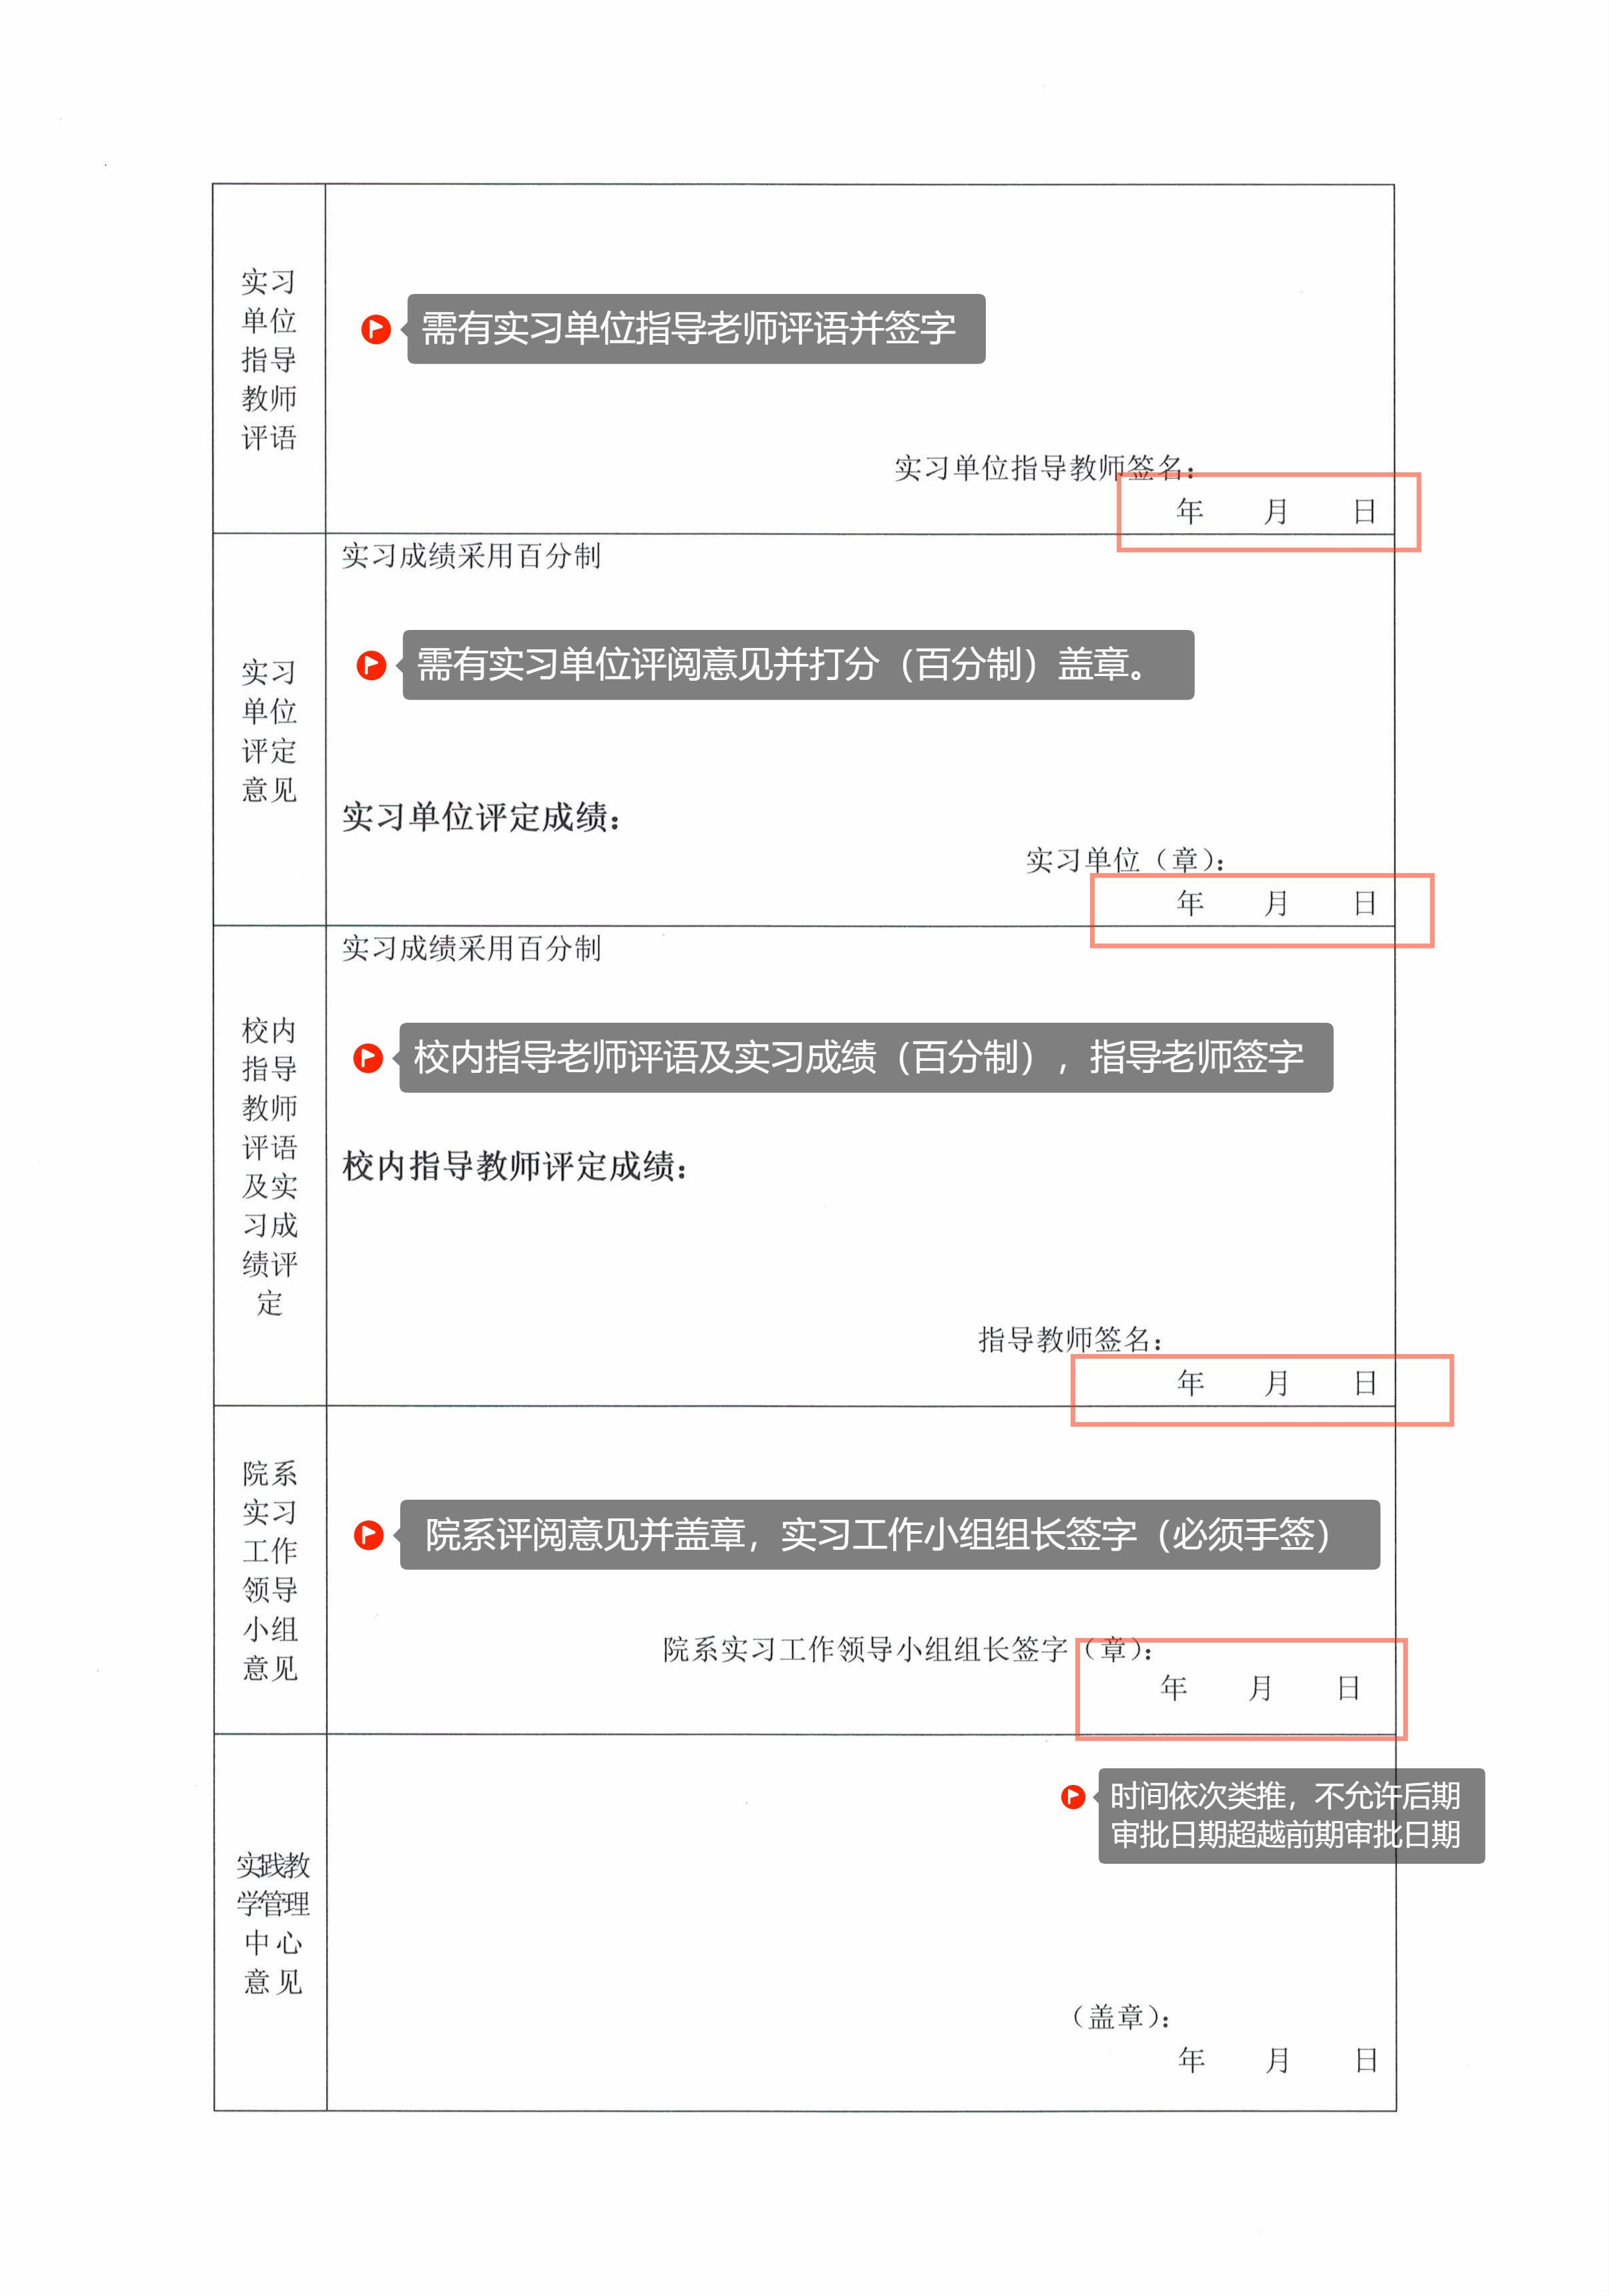 实习
单位
指导
教师
评语
需有实习单位指导老师评语并签字
实习单位指导教师签名：
年 月 日
实习
单位
评定
意见
实习成绩采用百分制
需有实习单位评阅意见并打分（百分制）盖章。
实习单位评定成绩：
实习单位（章）：
年 月 日
校内
指导
教师
评语
及实
习成
绩评
定
实习成绩采用百分制
校内指导老师评语及实习成绩（百分制），指导老师签字
校内指导教师评定成绩：
指导教师签名：
年 月 日
院系
实习
工作
领导
小组
意见
院系评阅意见并盖章，实习工作小组组长签字（必须手签）
院系实习工作领导小组组长签字（章）：
年 月 日
实践教
学管理
中心
意见
时间依次类推，不允许后期
审批日期超越前期审批日期
（盖章）：
年 月 日